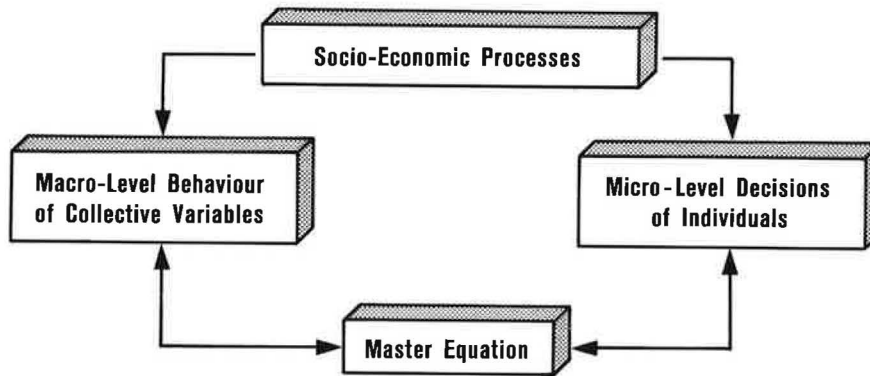 Socio-Economic Processes
Macro-Level Behaviour
of Collective Variables
Micro-Level Decisions
of Individuals
Master Equation